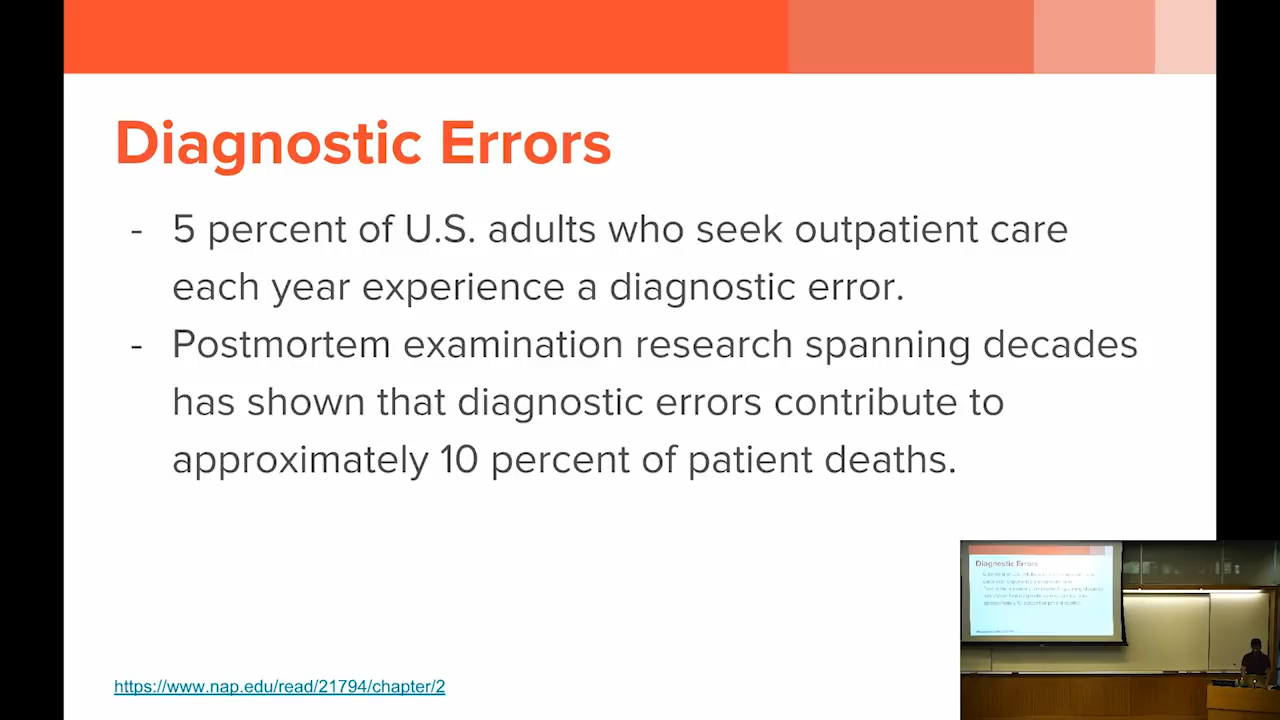 Diagnostic Errors
- 5 percent of U.S. adults who seek outpatient care
each year experience a diagnostic error.
- Postmortem examination research spanning decades
has shown that diagnostic errors contribute to
approximately 10 percent of patient deaths.
https://www.nap.edu/read/21794/chapter/2
Diagnostic Errors